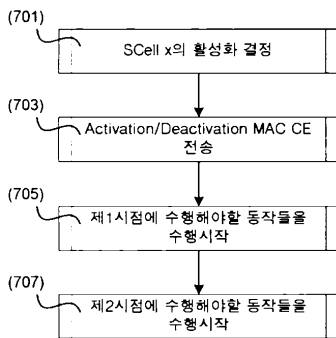 (701)
SCell x의 활성화 결정
(703)
Activation/Deactivation MAC CE
전송
(705)
제1시점에 수행해야할 동작들을
수행시작
(707)
제2시점에 수행해야할 동작들을
수행시작